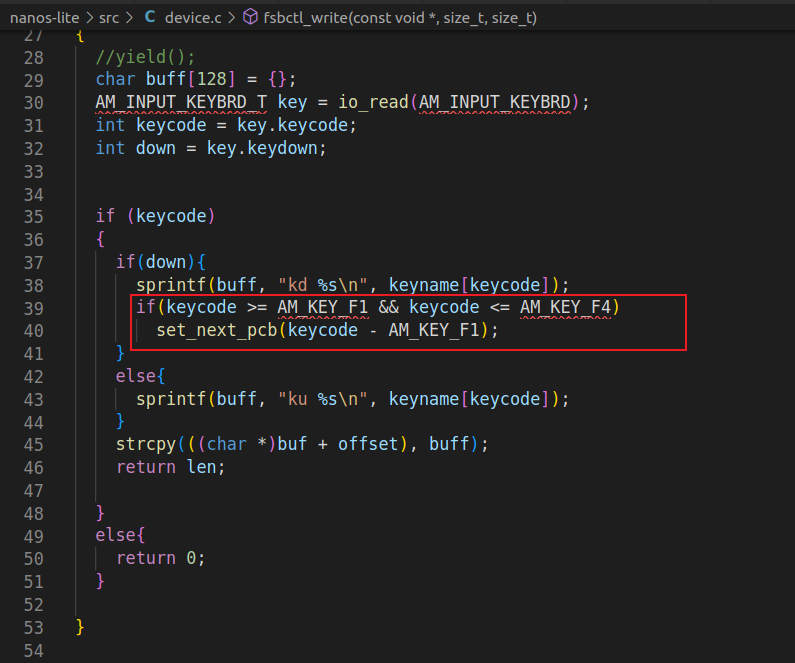 nanos-lite > src > C device.c > fsbctl_write(const void *, size_t, size_t)
27 {
28 //yield();
29 char buff[128] = {};
30 AM_INPUT_KEYBRD_T key = io_read(AM_INPUT_KEYBRD);
31 int keycode = key.keycode;
32 int down = key.keydown;
33
34
35 if (keycode)
36 {
37 if(down){
38 sprintf(buff, "kd %s\n", keyname[keycode]);
39 if(keycode >= AM_KEY_F1 && keycode <= AM_KEY_F4)
40 set_next_pcb(keycode - AM_KEY_F1);
41 }
42 else{
43 sprintf(buff, "ku %s\n", keyname[keycode]);
44 }
45 strcpy(((char *)buf + offset), buff);
46 return len;
47
48 }
49 else{
50 return 0;
51 }
52
53 }
54